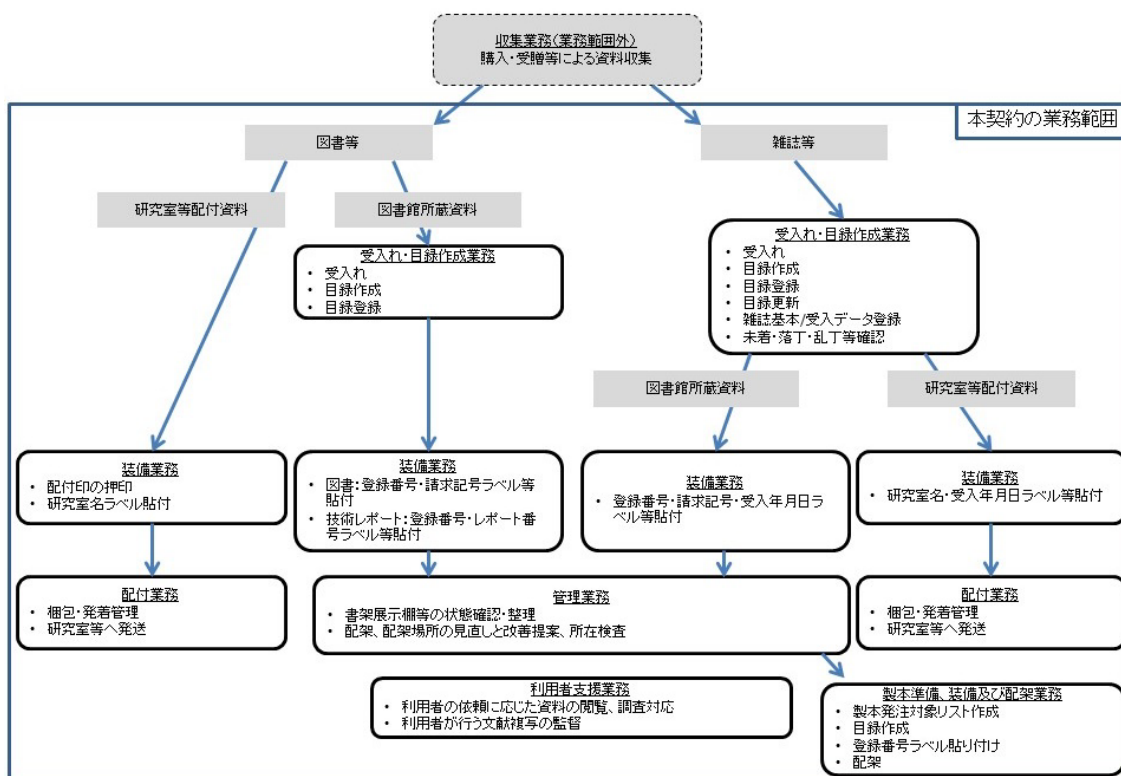 収集業務(業務範囲外)
購入・受贈等による資料収集
本契約の業務範囲
図書等
雑誌等
研究室等配付資料
図書館所蔵資料
受入れ・目録作成業務
• 受入れ
• 目録作成
• 目録登録
受入れ・目録作成業務
• 受入れ
• 目録作成
• 目録登録
• 目録更新
• 雑誌基本/受入データ登録
• 未着・落丁・乱丁等確認
図書館所蔵資料
研究室等配付資料
装備業務
• 配付印の押印
• 研究室名ラベル貼付
装備業務
• 図書:登録番号・請求記号ラベル等
貼付
• 技術レポート:登録番号・レポート番
号ラベル等貼付
装備業務
• 登録番号・請求記号・受入年月日ラ
ベル等貼付
装備業務
• 研究室名・受入年月日ラベル等貼付
配付業務
• 梱包・発着管理
• 研究室等へ発送
管理業務
• 書架展示棚等の状態確認・整理
• 配架、配架場所の見直しと改善提案、所在検査
配付業務
• 梱包・発着管理
• 研究室等へ発送
利用者支援業務
• 利用者の依頼に応じた資料の閲覧、調査対応
• 利用者が行う文献複写の監督
製本準備、装備及び配架業務
• 製本発注対象リスト作成
• 目録作成
• 登録番号ラベル貼り付け
• 配架